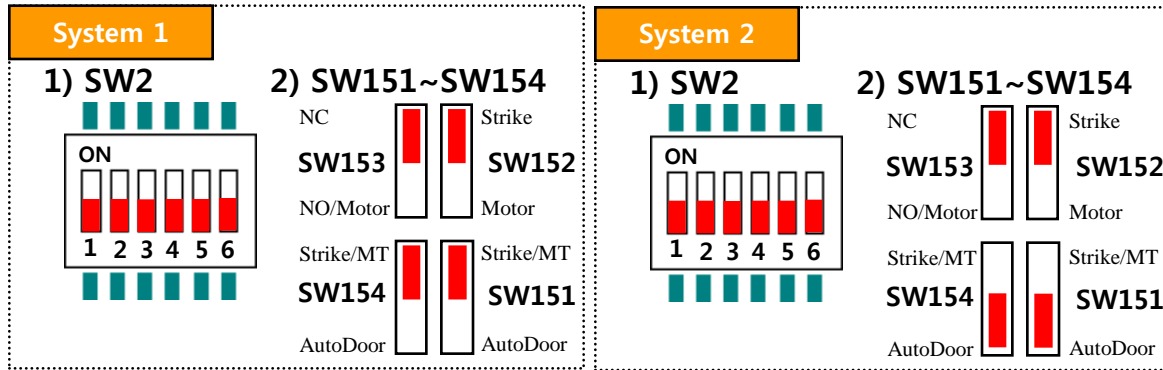 System 1
1) SW2
2) SW151~SW154
ON
1 2 3 4 5 6
NC
Strike
SW153
SW152
NO/Motor
Motor
Strike/MT
Strike/MT
SW154
SW151
AutoDoor
AutoDoor
System 2
1) SW2
2) SW151~SW154
ON
1 2 3 4 5 6
NC
Strike
SW153
SW152
NO/Motor
Motor
Strike/MT
Strike/MT
SW154
SW151
AutoDoor
AutoDoor